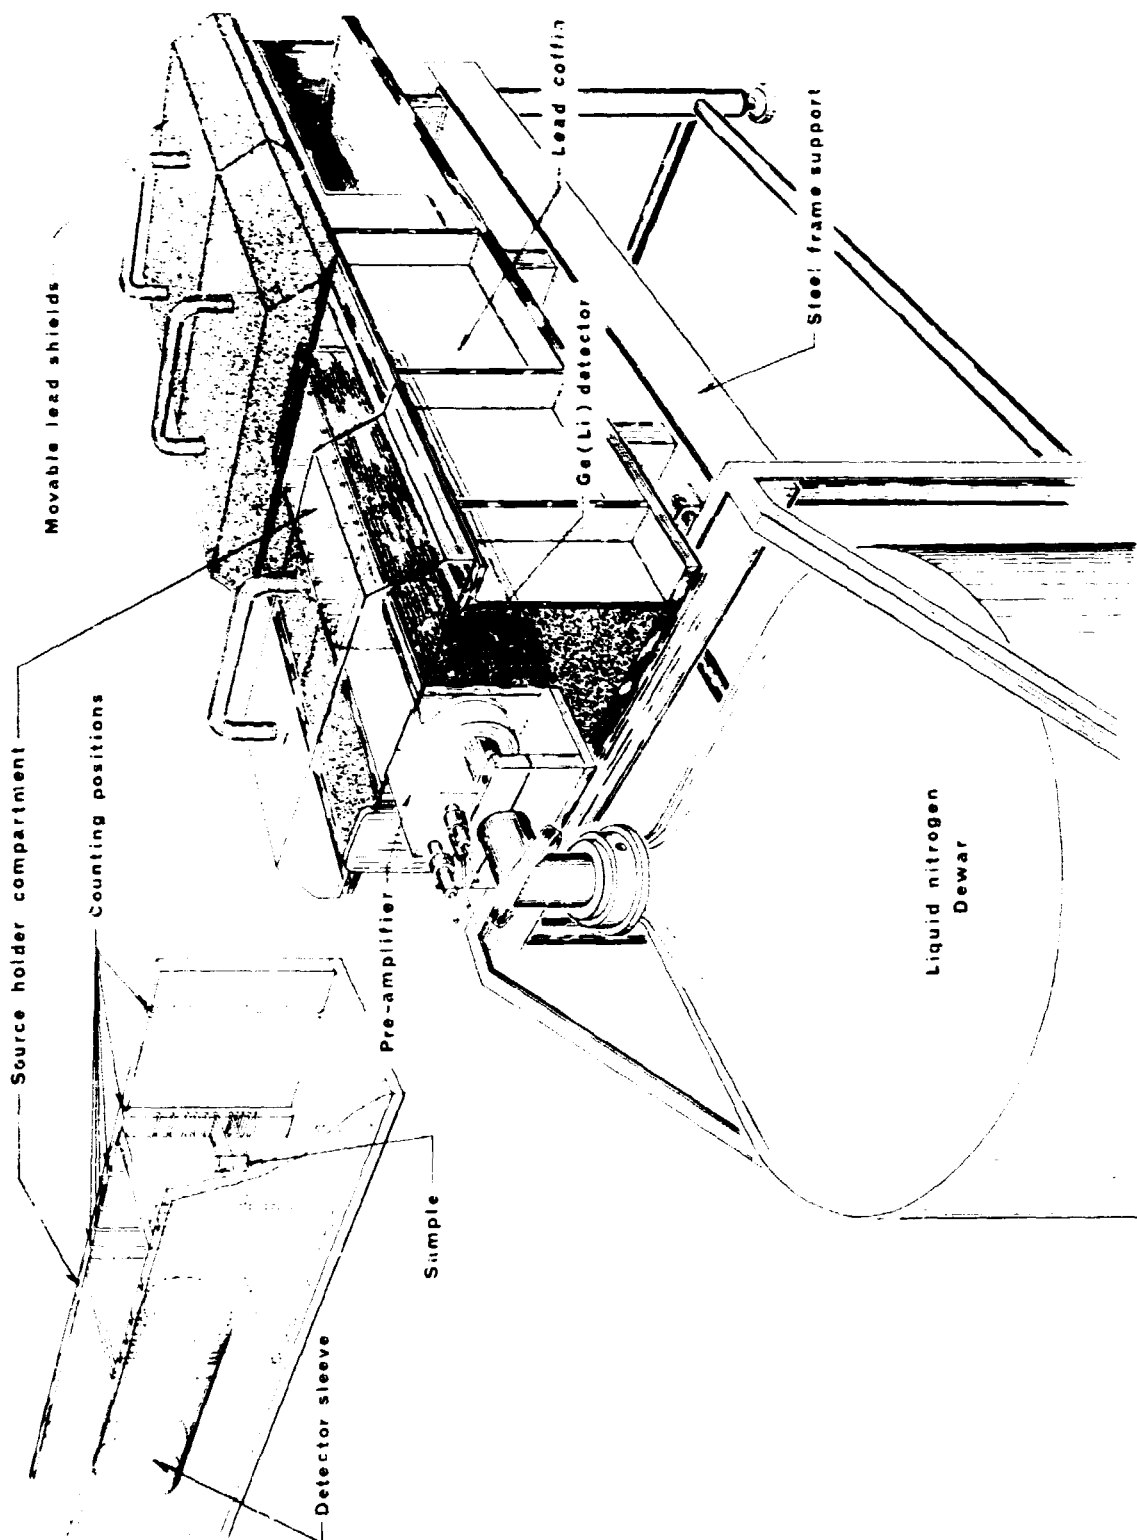 Movable lead shields
Source holder compartment
Counting positions
Lead coffin
Ge(Li) detector
Pre-amplifier
Sample
Steel frame support
Detector sleeve
Liquid nitrogen
Dewar